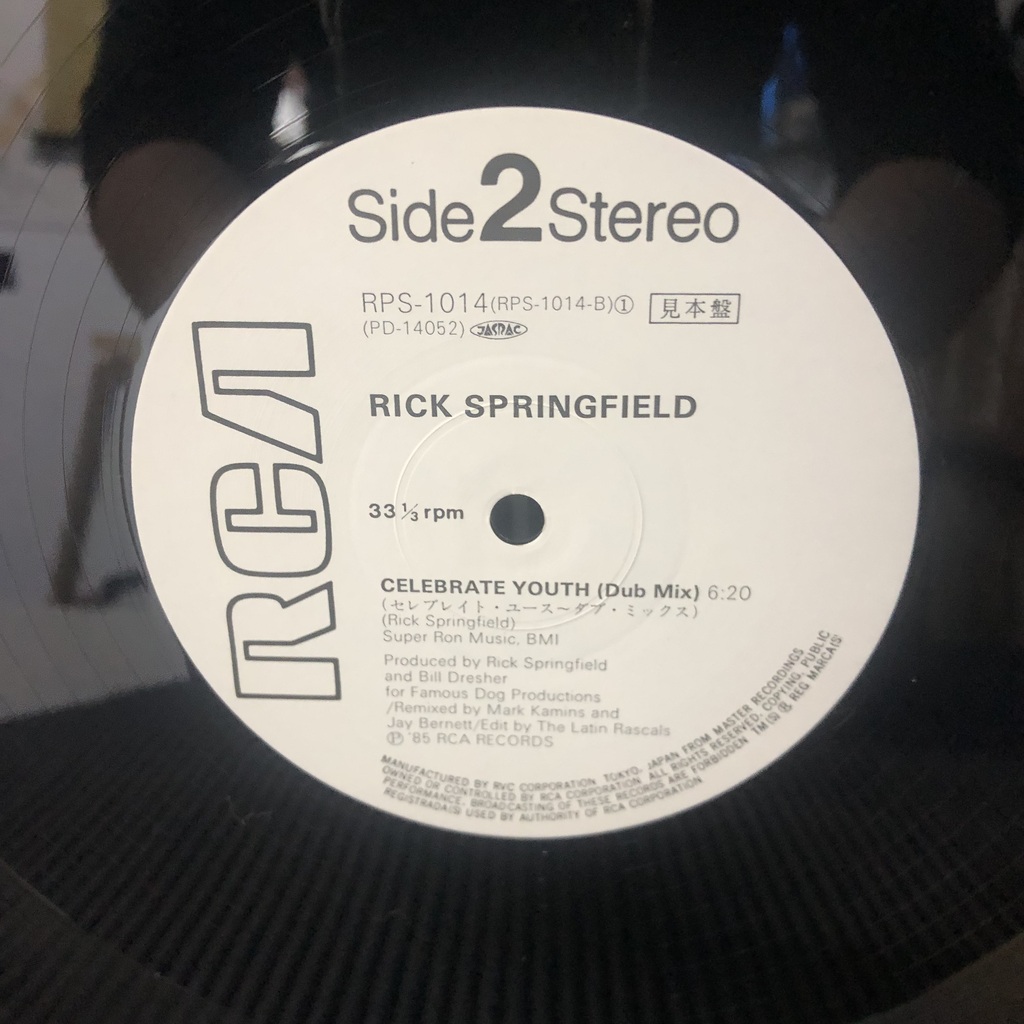 Side 2 Stereo
RPS-1014(RPS-1014-B)① 見本盤
(PD-14052) JASRAC
RCA
RICK SPRINGFIELD
33⅓rpm
CELEBRATE YOUTH (Dub Mix) 6:20
(セレブレイト・ユース〜ダブ・ミックス)
(Rick Springfield)
Super Ron Music, BMI
Produced by Rick Springfield
and Bill Dresher
for Famous Dog Productions
/Remixed by Mark Kamins and
Jay Bernett/Edit by The Latin Rascals
Ⓟ '85 RCA RECORDS
MANUFACTURED BY RVC CORPORATION, TOKYO, JAPAN FROM MASTER RECORDINGS
OWNED OR CONTROLLED BY RCA CORPORATION. ALL RIGHTS RESERVED. COPYING, PUBLIC
PERFORMANCE, BROADCASTING OF THESE RECORDS ARE FORBIDDEN TM(S) ® REG MARCA(S)
REGISTRADA(S) USED BY AUTHORITY OF RCA CORPORATION